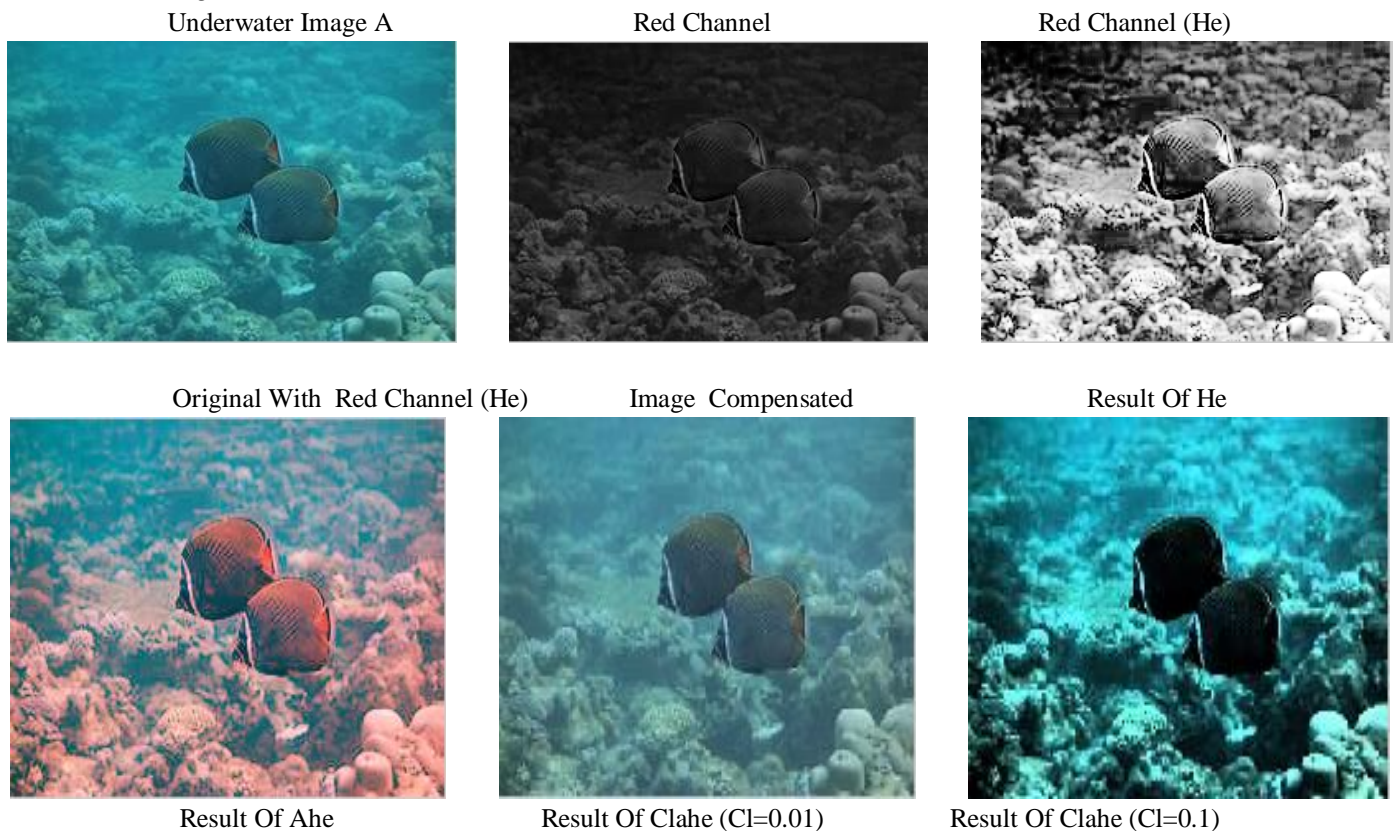 Underwater Image A Red Channel Red Channel (He)
Original With Red Channel (He) Image Compensated Result Of He
Result Of Ahe Result Of Clahe (Cl=0.01) Result Of Clahe (Cl=0.1)